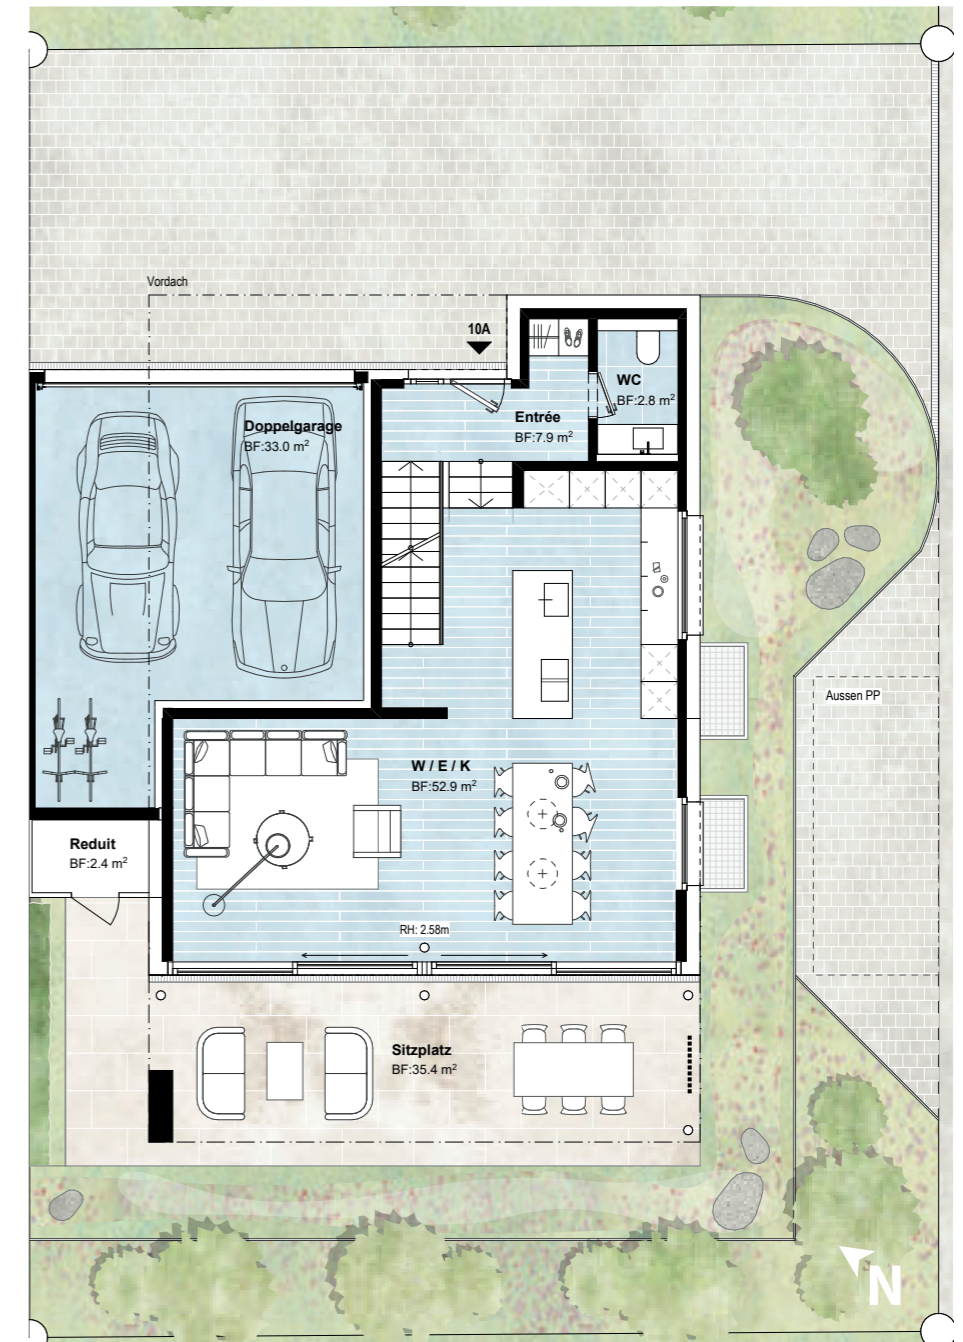 Vordach
10A
WC
BF:2.8 m²
Entrée
BF:7.9 m²
Doppelgarage
BF:33.0 m²
Aussen PP
W / E / K
BF:52.9 m²
Reduit
BF:2.4 m²
RH: 2.58m
Sitzplatz
BF:35.4 m²
N